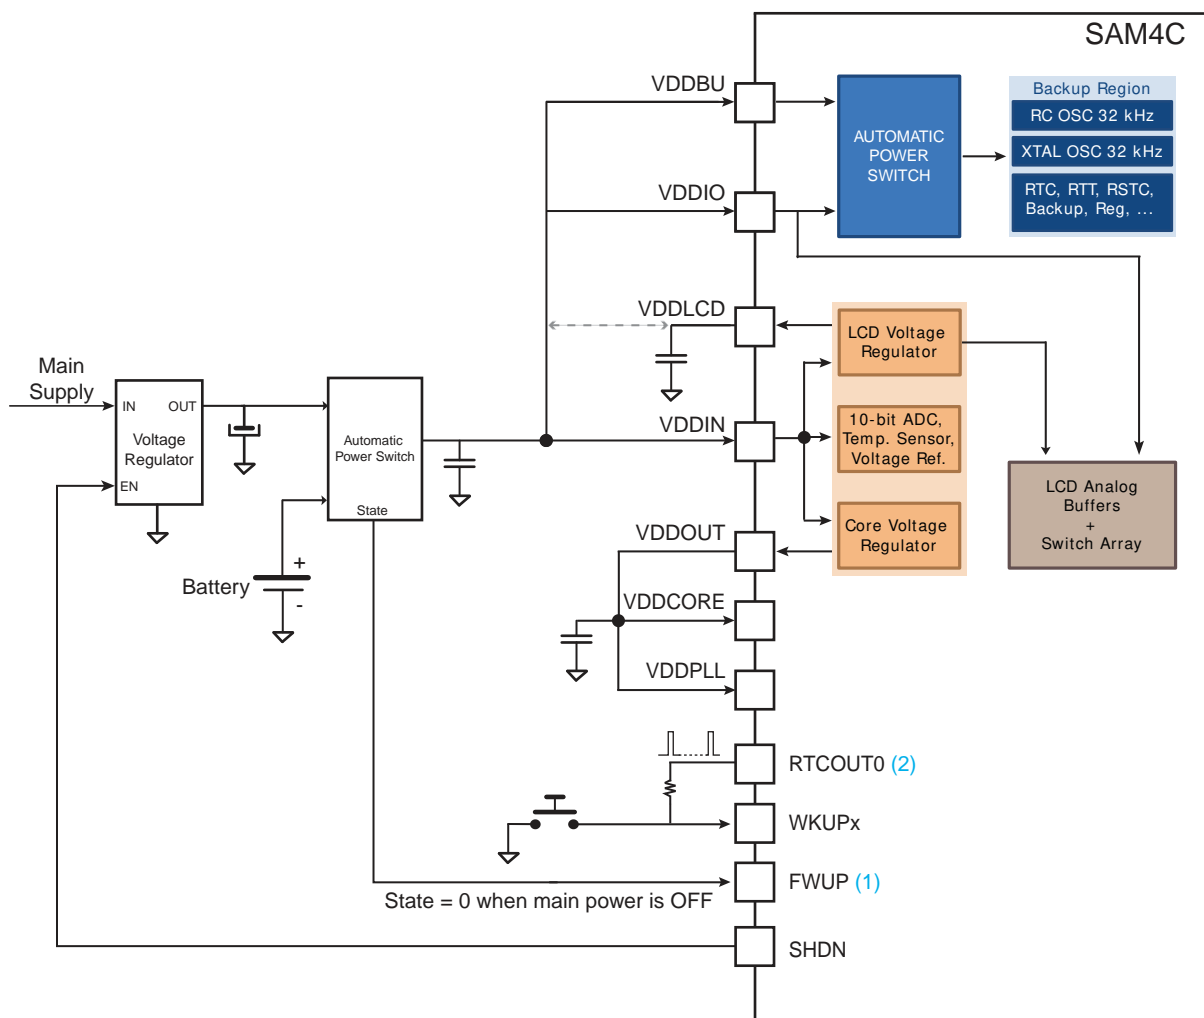 SAM4C
VDDBU
Backup Region
RC OSC 32 kHz
AUTOMATIC
POWER
SWITCH
XTAL OSC 32 kHz
VDDIO
RTC, RTT, RSTC,
Backup, Reg, ...
VDDLCD
LCD Voltage
Regulator
Main
Supply
IN
OUT
Voltage
Regulator
EN
Automatic
Power Switch
State
VDDIN
10-bit ADC,
Temp. Sensor,
Voltage Ref.
LCD Analog
Buffers
+
Switch Array
VDDOUT
Core Voltage
Regulator
+
Battery
-
VDDCORE
VDDPLL
RTCOUT0 (2)
WKUPx
FWUP (1)
State = 0 when main power is OFF
SHDN